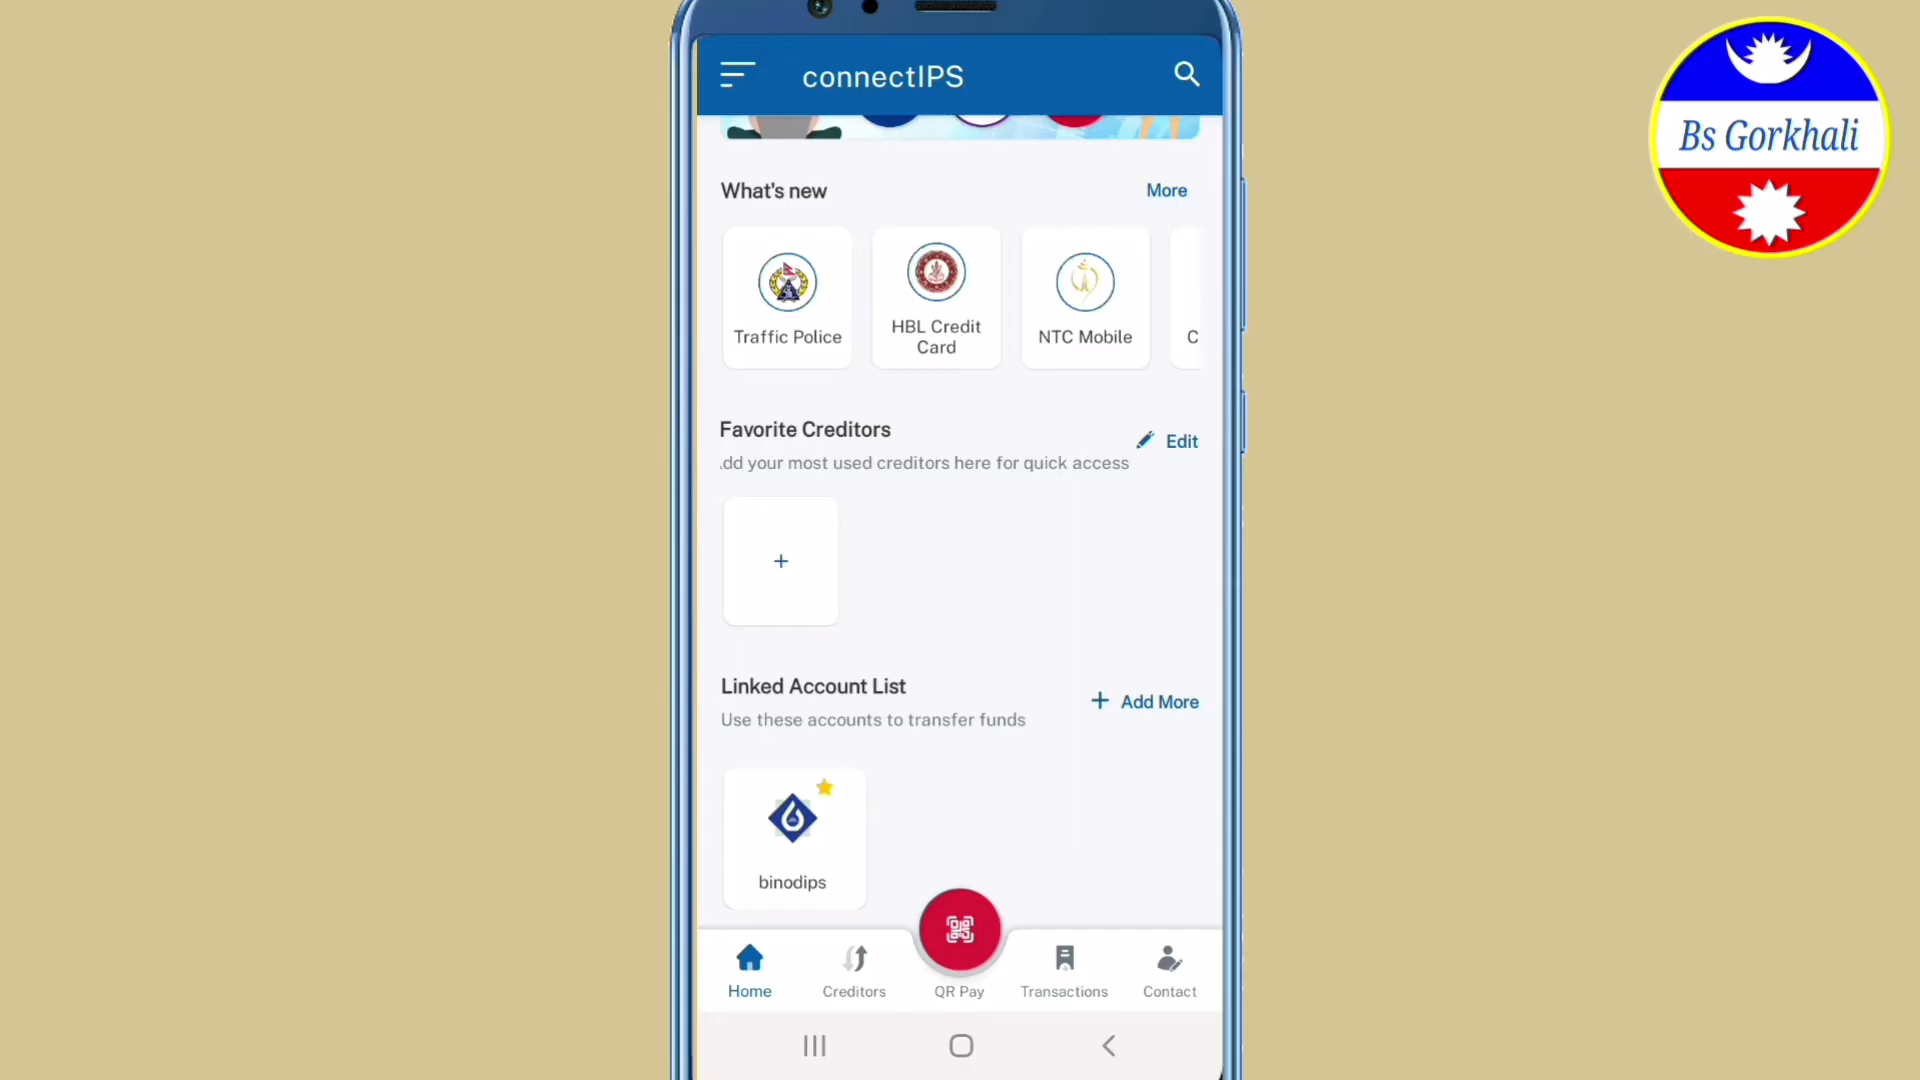 connectIPS
Bs Gorkhali
What's new
More
Traffic Police
HBL Credit
Card
NTC Mobile
C
Favorite Creditors
Edit
.dd your most used creditors here for quick access
+
Linked Account List
+ Add More
Use these accounts to transfer funds
binodips
Home
Creditors
QR Pay
Transactions
Contact